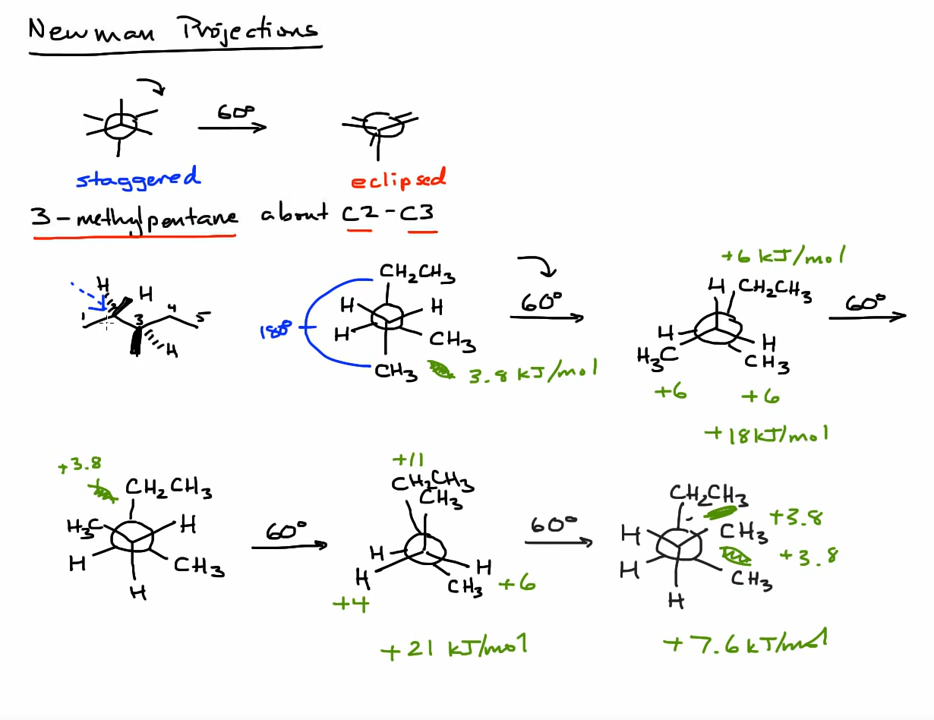 Newman Projections
60°
staggered eclipsed
3-methylpentane about C2-C3
H H
1 2 3 4 5
H
180°
CH₂CH₃
H H
H CH₃
CH₃
3.8 kJ/mol
60°
+6 kJ/mol
H CH₂CH₃
H H
H₃C CH₃
+6 +6
+18 kJ/mol
60°
+3.8
CH₂CH₃
H₃C H
H CH₃
H
60°
+11
CH₂CH₃
CH₃
H H
H CH₃
+4 +6
+21 kJ/mol
60°
CH₂CH₃
H CH₃ +3.8
+3.8
H CH₃
H
+7.6 kJ/mol